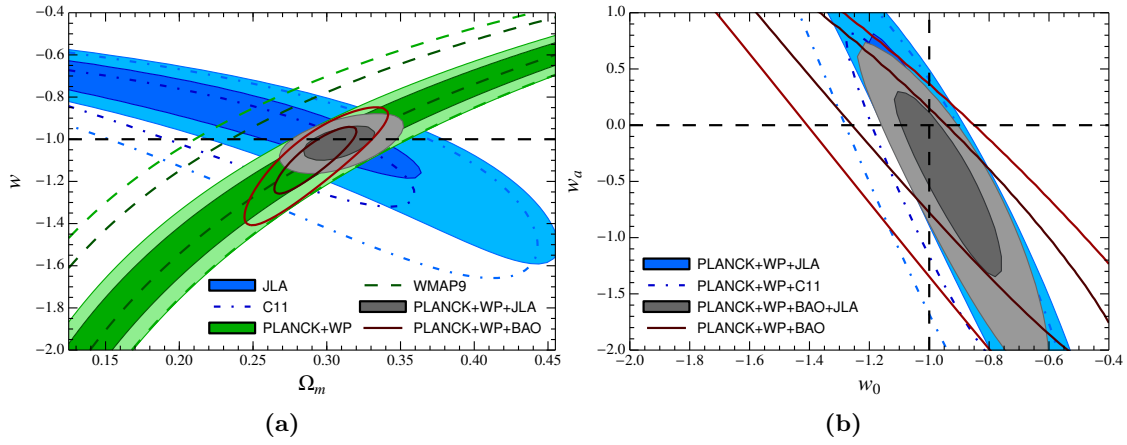 −0.4
−0.6
−0.8
−1.0
−1.2
−1.4
−1.6
−1.8
−2.0
w
JLA
C11
PLANCK+WP
WMAP9
PLANCK+WP+JLA
PLANCK+WP+BAO
0.15 0.20 0.25 0.30 0.35 0.40 0.45
Ωm
(a)
1.0
0.5
0.0
−0.5
−1.0
−1.5
−2.0
wa
PLANCK+WP+JLA
PLANCK+WP+C11
PLANCK+WP+BAO+JLA
PLANCK+WP+BAO
−2.0 −1.8 −1.6 −1.4 −1.2 −1.0 −0.8 −0.6 −0.4
w0
(b)